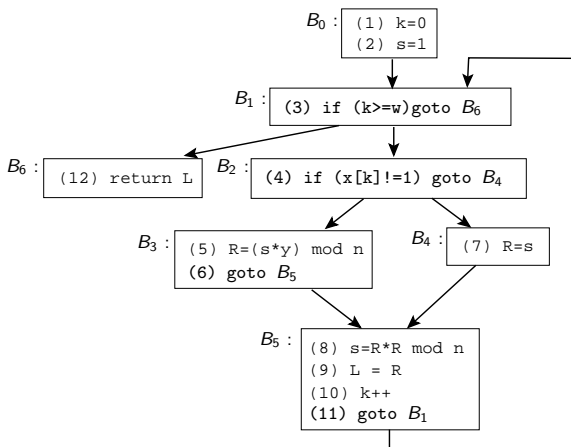 B0 :
(1) k=0
(2) s=1
B1 :
(3) if (k>=w)goto B6
B6 :
(12) return L
B2 :
(4) if (x[k]!=1) goto B4
B3 :
(5) R=(s*y) mod n
(6) goto B5
B4 :
(7) R=s
B5 :
(8) s=R*R mod n
(9) L = R
(10) k++
(11) goto B1